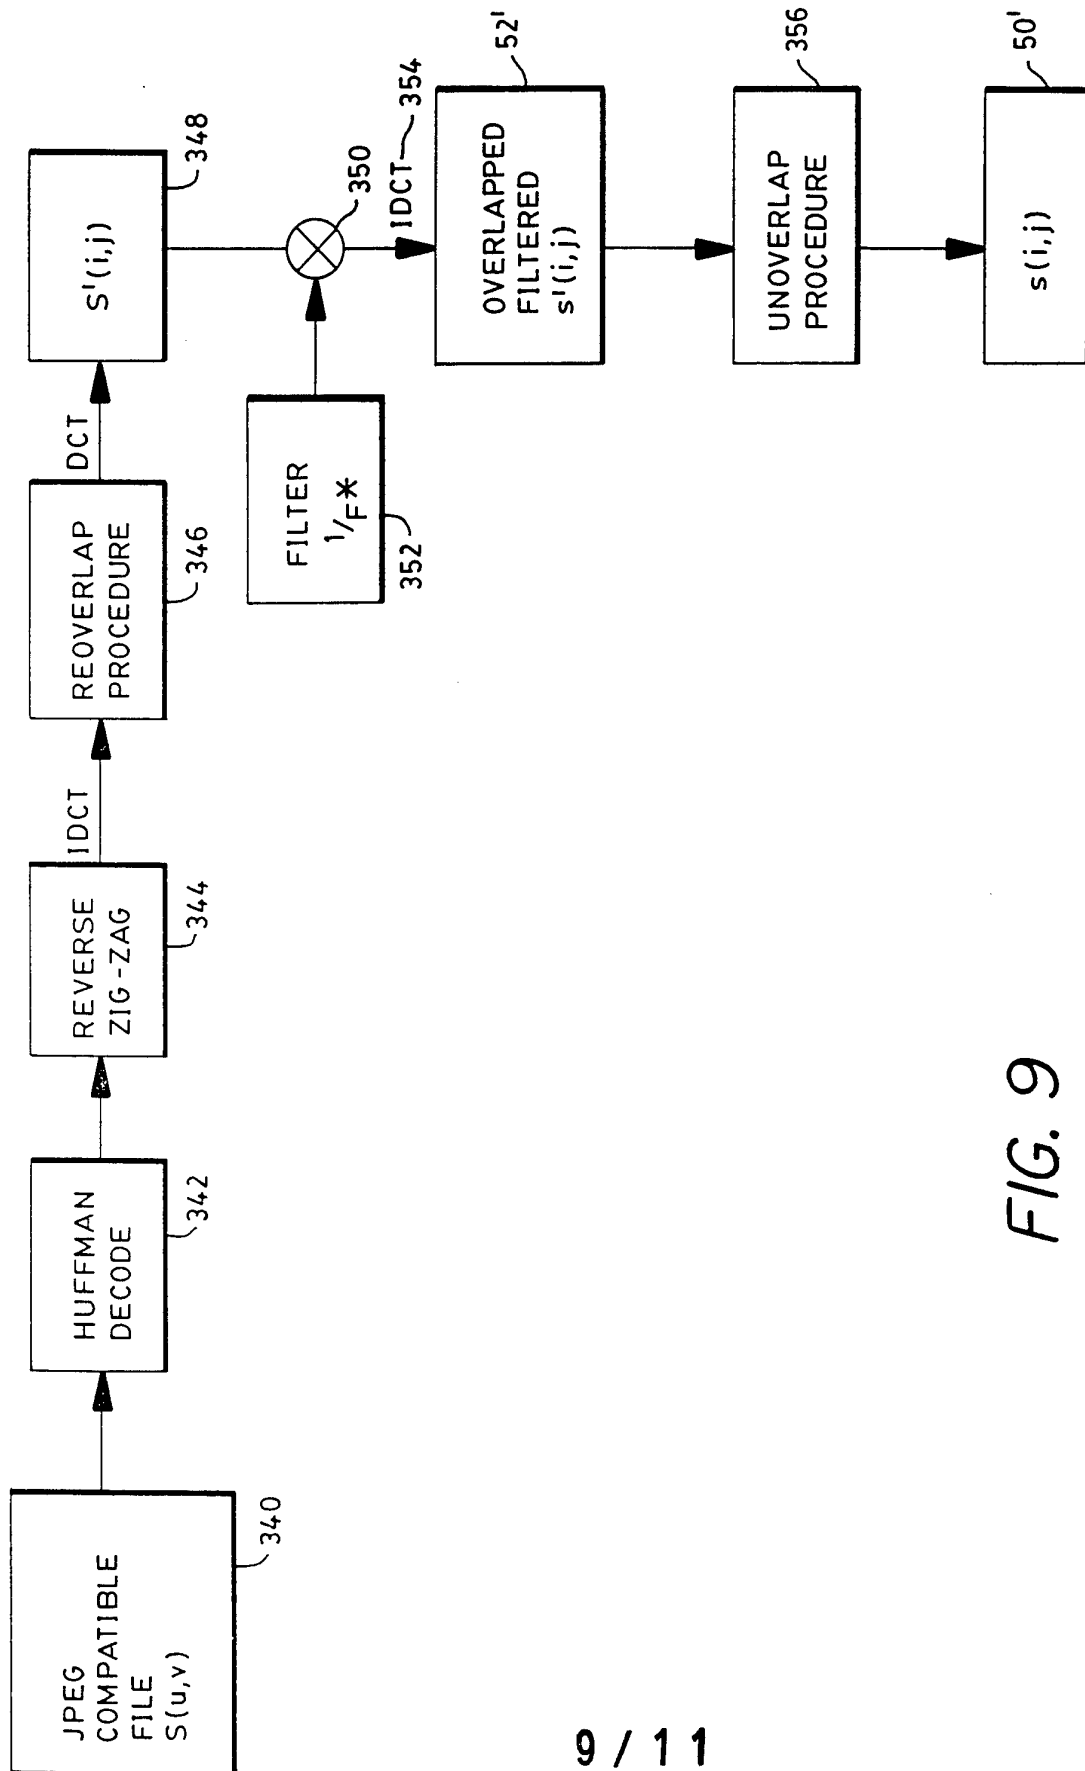 JPEG
COMPATIBLE
FILE
S(u,v)
340
HUFFMAN
DECODE
342
REVERSE
ZIG-ZAG
344
IDCT
REOVERLAP
PROCEDURE
346
DCT
S'(i,j)
348
FILTER
1/F*
352
350
IDCT 354
OVERLAPPED
FILTERED
s'(i,j)
52'
UNOVERLAP
PROCEDURE
356
s(i,j)
50'
FIG. 9
9/11